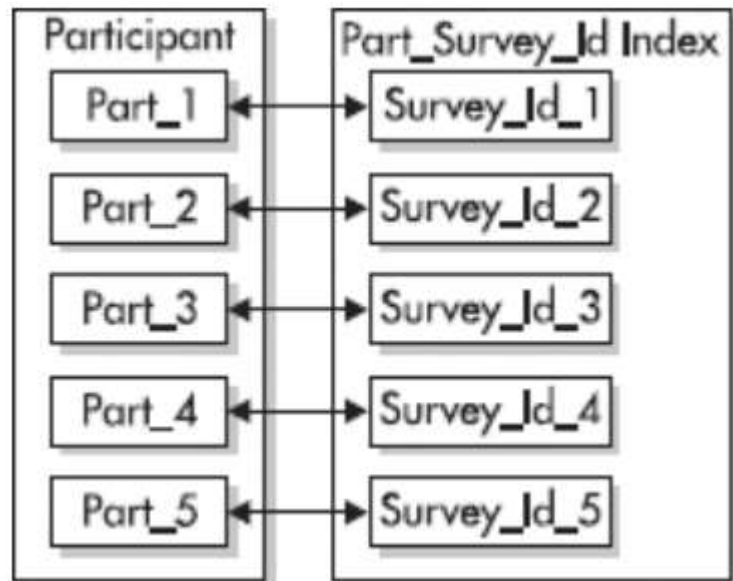 Participant
Part_Survey_Id Index
Part_1
Survey_Id_1
Part_2
Survey_Id_2
Part_3
Survey_Id_3
Part_4
Survey_Id_4
Part_5
Survey_Id_5